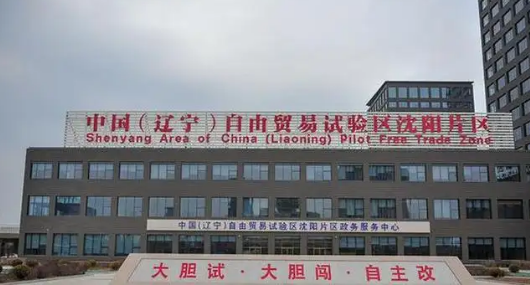 中国(辽宁)自由贸易试验区沈阳片区
Shenyang Area of China (Liaoning) Pilot Free Trade Zone
中国(辽宁)自由贸易试验区沈阳片区政务服务中心
大胆试·大胆闯·自主改